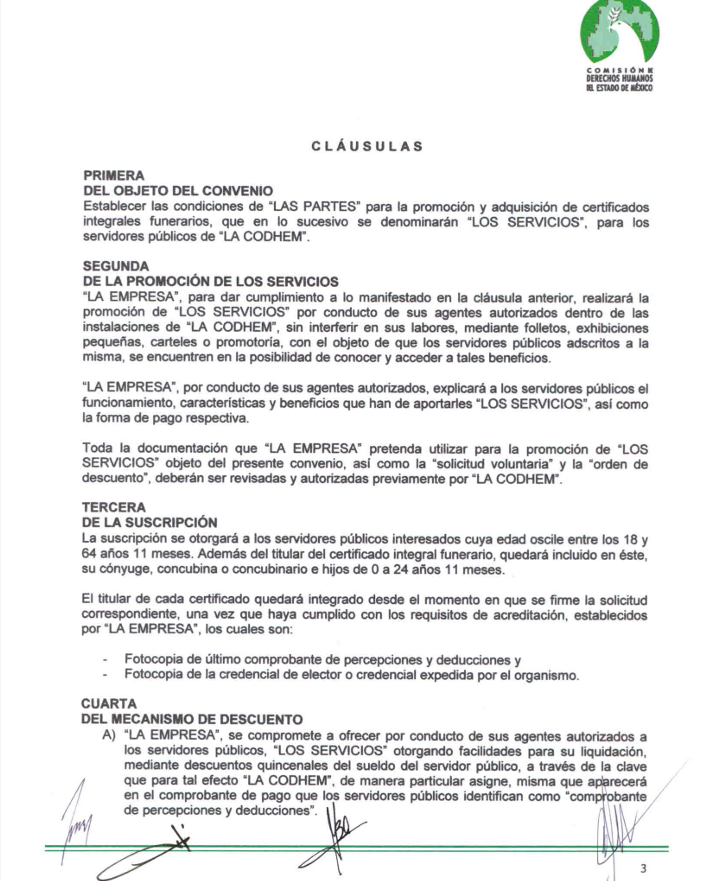 COMISIÓN DE
DERECHOS HUMANOS
DEL ESTADO DE MÉXICO
CLÁUSULAS
PRIMERA
DEL OBJETO DEL CONVENIO
Establecer las condiciones de “LAS PARTES” para la promoción y adquisición de certificados
integrales funerarios, que en lo sucesivo se denominarán “LOS SERVICIOS”, para los
servidores públicos de “LA CODHEM”.
SEGUNDA
DE LA PROMOCIÓN DE LOS SERVICIOS
“LA EMPRESA”, para dar cumplimiento a lo manifestado en la cláusula anterior, realizará la
promoción de “LOS SERVICIOS” por conducto de sus agentes autorizados dentro de las
instalaciones de “LA CODHEM”, sin interferir en sus labores, mediante folletos, exhibiciones
pequeñas, carteles o promotoría, con el objeto de que los servidores públicos adscritos a la
misma, se encuentren en la posibilidad de conocer y acceder a tales beneficios.
“LA EMPRESA”, por conducto de sus agentes autorizados, explicará a los servidores públicos el
funcionamiento, características y beneficios que han de aportarles “LOS SERVICIOS”, así como
la forma de pago respectiva.
Toda la documentación que “LA EMPRESA” pretenda utilizar para la promoción de “LOS
SERVICIOS” objeto del presente convenio, así como la “solicitud voluntaria” y la “orden de
descuento”, deberán ser revisadas y autorizadas previamente por “LA CODHEM”.
TERCERA
DE LA SUSCRIPCIÓN
La suscripción se otorgará a los servidores públicos interesados cuya edad oscile entre los 18 y
64 años 11 meses. Además del titular del certificado integral funerario, quedará incluido en éste,
su cónyuge, concubina o concubinario e hijos de 0 a 24 años 11 meses.
El titular de cada certificado quedará integrado desde el momento en que se firme la solicitud
correspondiente, una vez que haya cumplido con los requisitos de acreditación, establecidos
por “LA EMPRESA”, los cuales son:
- Fotocopia de último comprobante de percepciones y deducciones y
- Fotocopia de la credencial de elector o credencial expedida por el organismo.
CUARTA
DEL MECANISMO DE DESCUENTO
A) “LA EMPRESA”, se compromete a ofrecer por conducto de sus agentes autorizados a
los servidores públicos, “LOS SERVICIOS” otorgando facilidades para su liquidación,
mediante descuentos quincenales del sueldo del servidor público, a través de la clave
que para tal efecto “LA CODHEM”, de manera particular asigne, misma que aparecerá
en el comprobante de pago que los servidores públicos identifican como “comprobante
de percepciones y deducciones”.
3